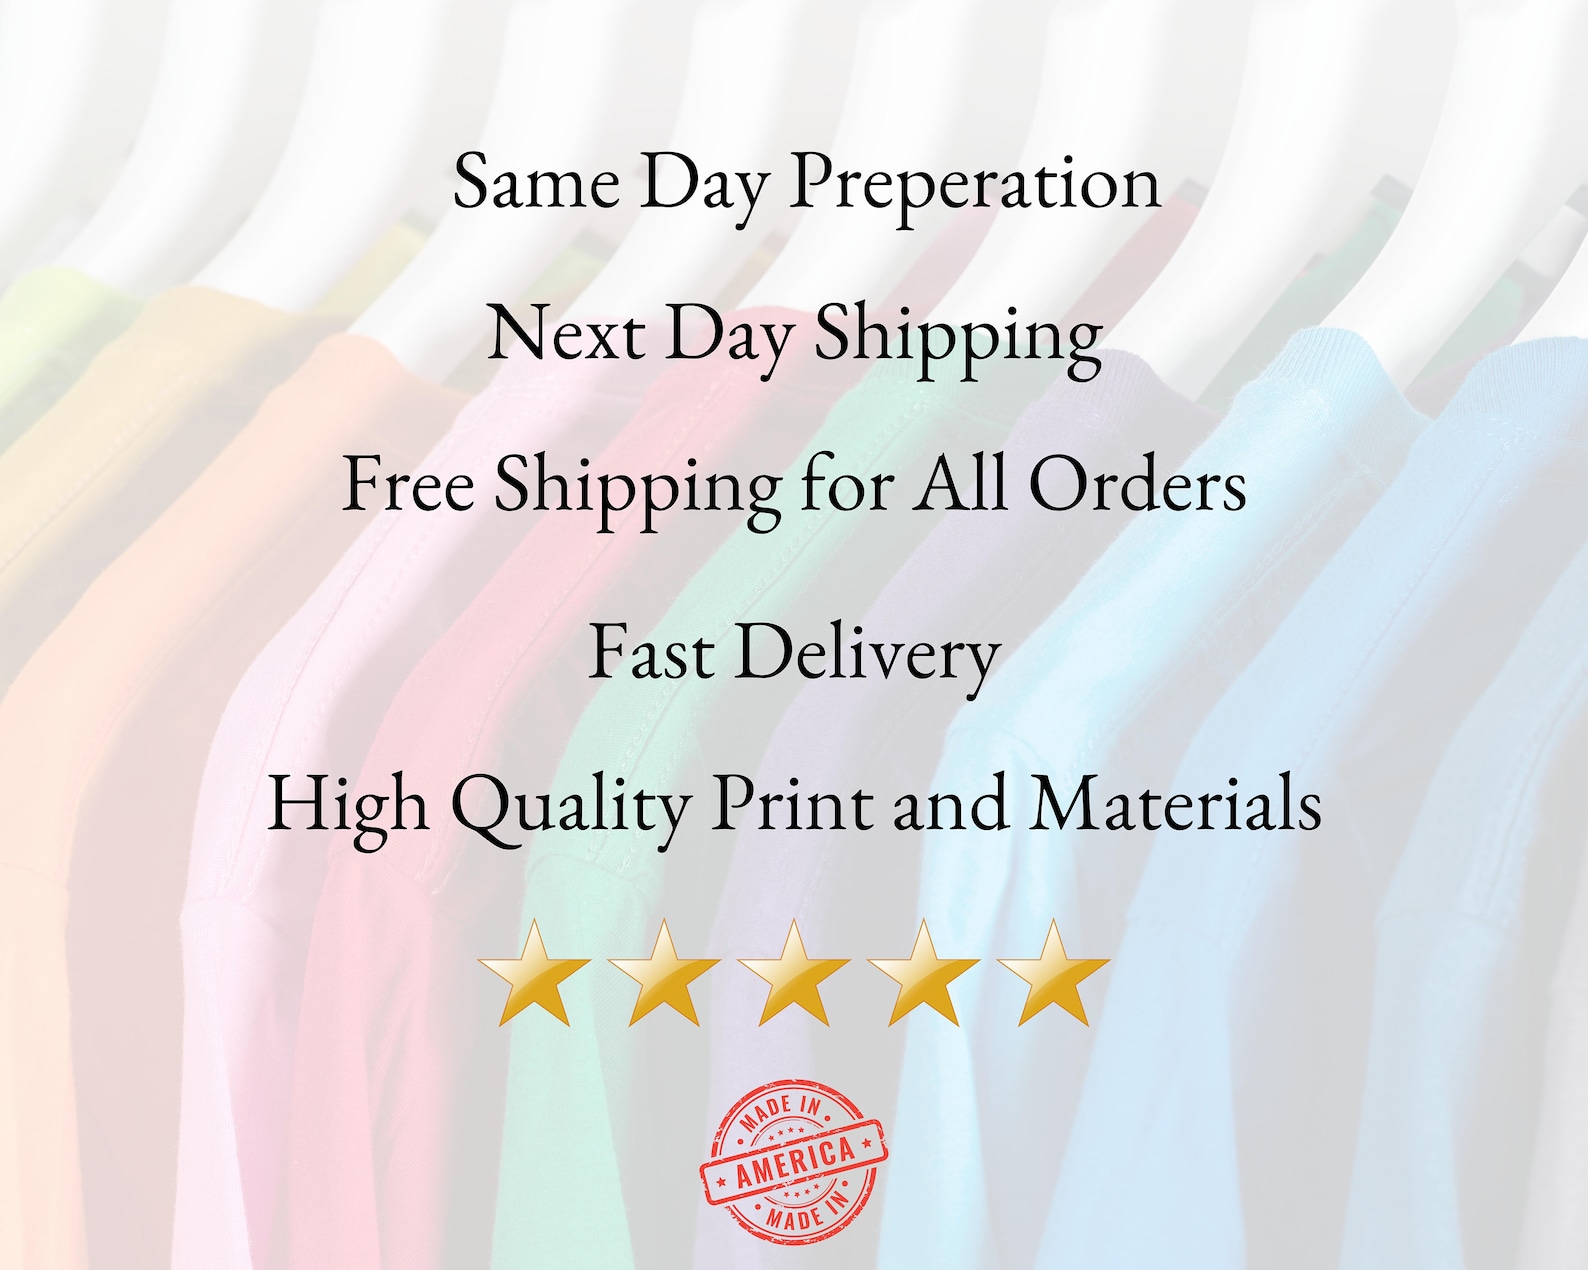 Same Day Preperation
Next Day Shipping
Free Shipping for All Orders
Fast Delivery
High Quality Print and Materials
MADE IN
AMERICA
MADE IN